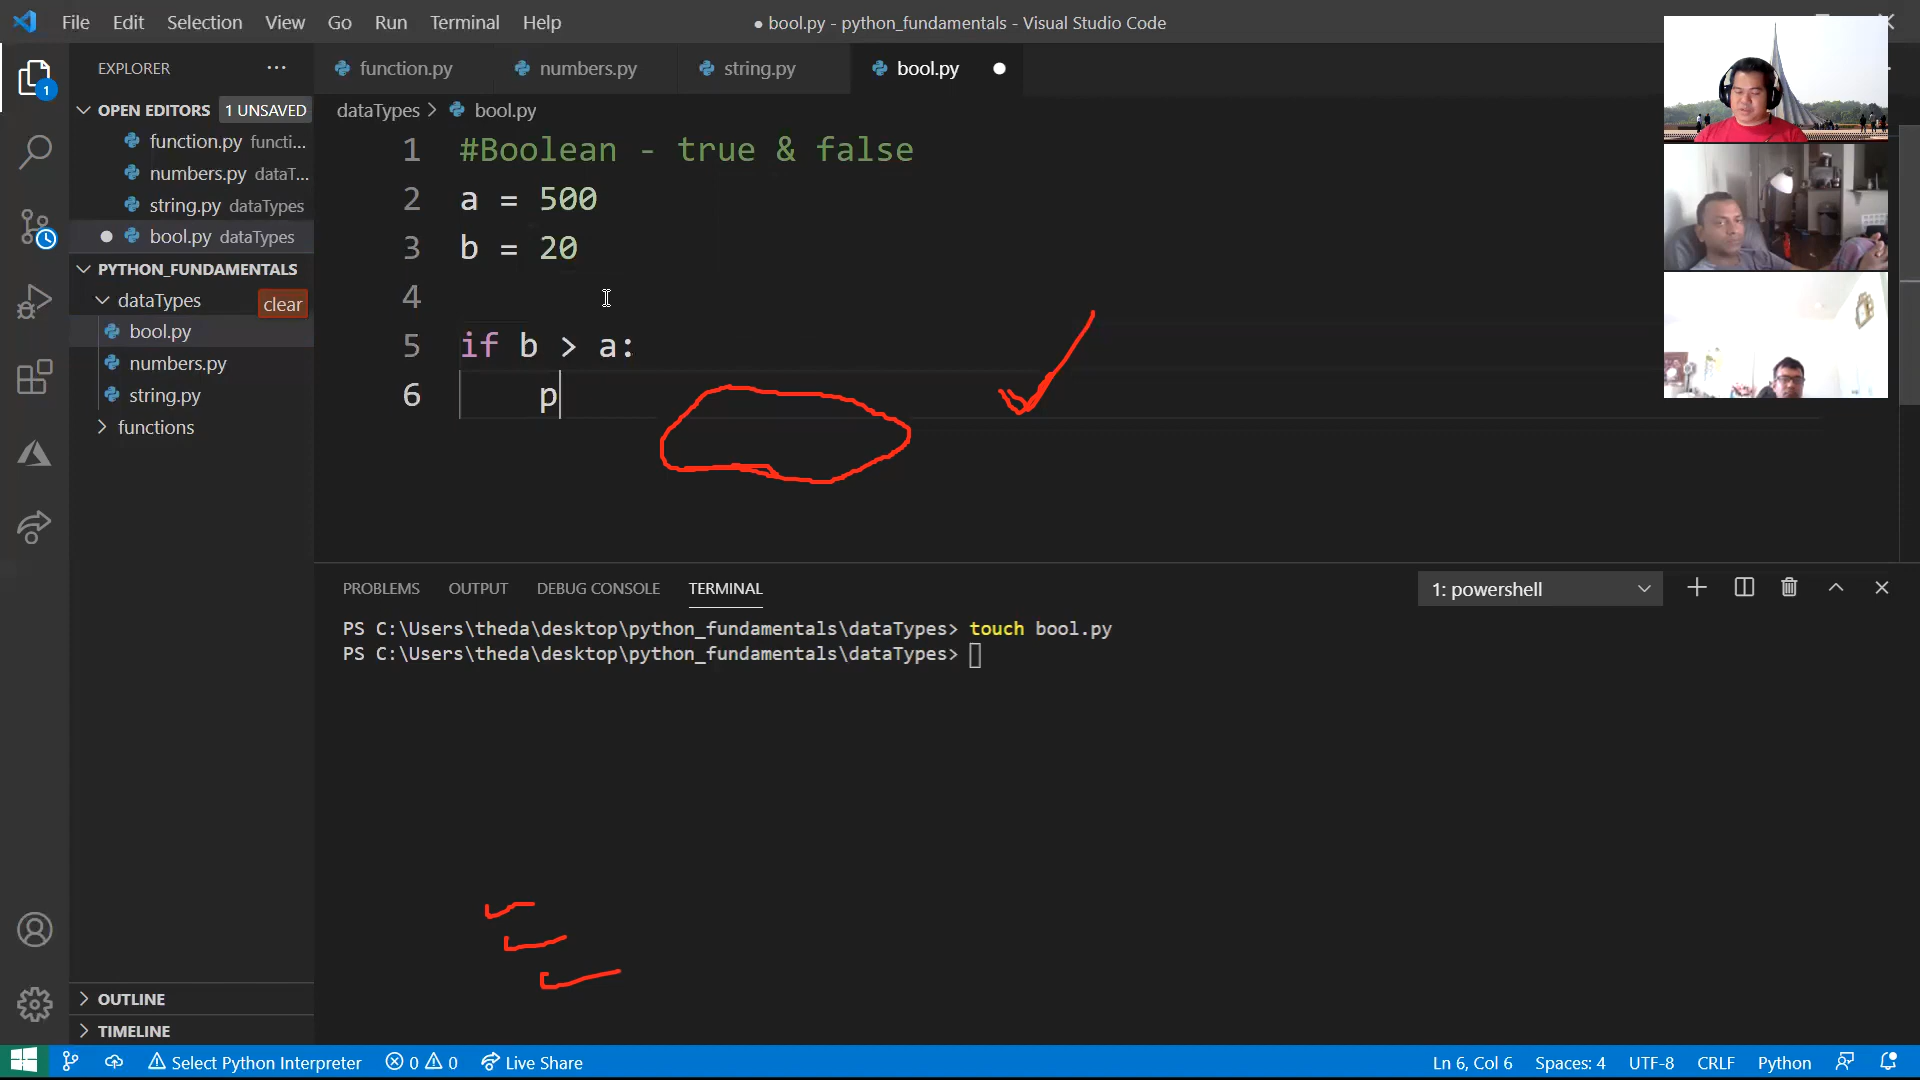 File Edit Selection View Go Run Terminal Help
● bool.py - python_fundamentals - Visual Studio Code
EXPLORER ...
function.py numbers.py string.py bool.py ●
OPEN EDITORS 1 UNSAVED
function.py functi...
numbers.py dataT...
string.py dataTypes
● bool.py dataTypes
PYTHON_FUNDAMENTALS
dataTypes
clear
bool.py
numbers.py
string.py
functions
OUTLINE
TIMELINE
1
dataTypes > bool.py
1 #Boolean - true & false
2 a = 500
3 b = 20
4
5 if b > a:
6 p
PROBLEMS OUTPUT DEBUG CONSOLE TERMINAL
1: powershell
PS C:\Users\theda\desktop\python_fundamentals\dataTypes> touch bool.py
PS C:\Users\theda\desktop\python_fundamentals\dataTypes>
Select Python Interpreter 0 0 Live Share
Ln 6, Col 6 Spaces: 4 UTF-8 CRLF Python